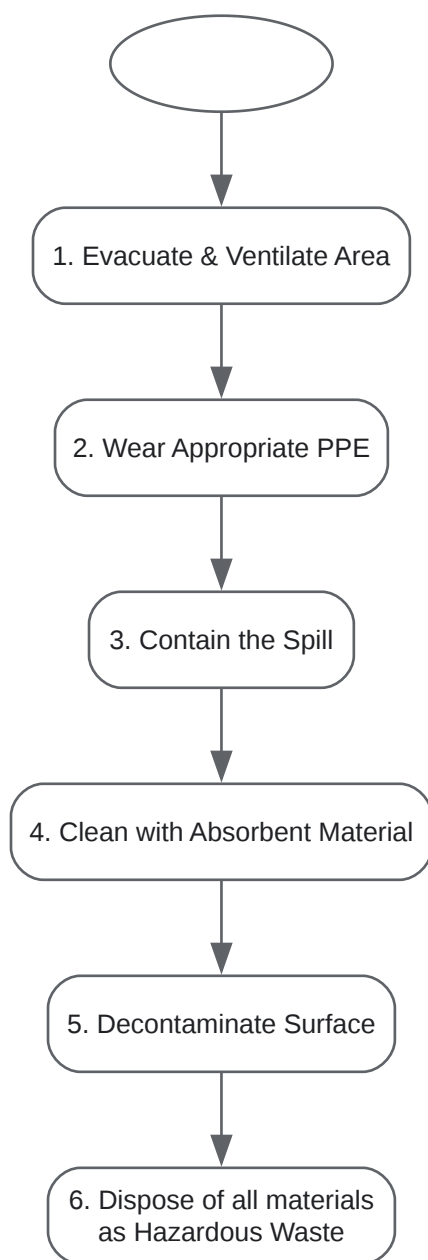 1. Evacuate & Ventilate Area
2. Wear Appropriate PPE
3. Contain the Spill
4. Clean with Absorbent Material
5. Decontaminate Surface
6. Dispose of all materials
as Hazardous Waste